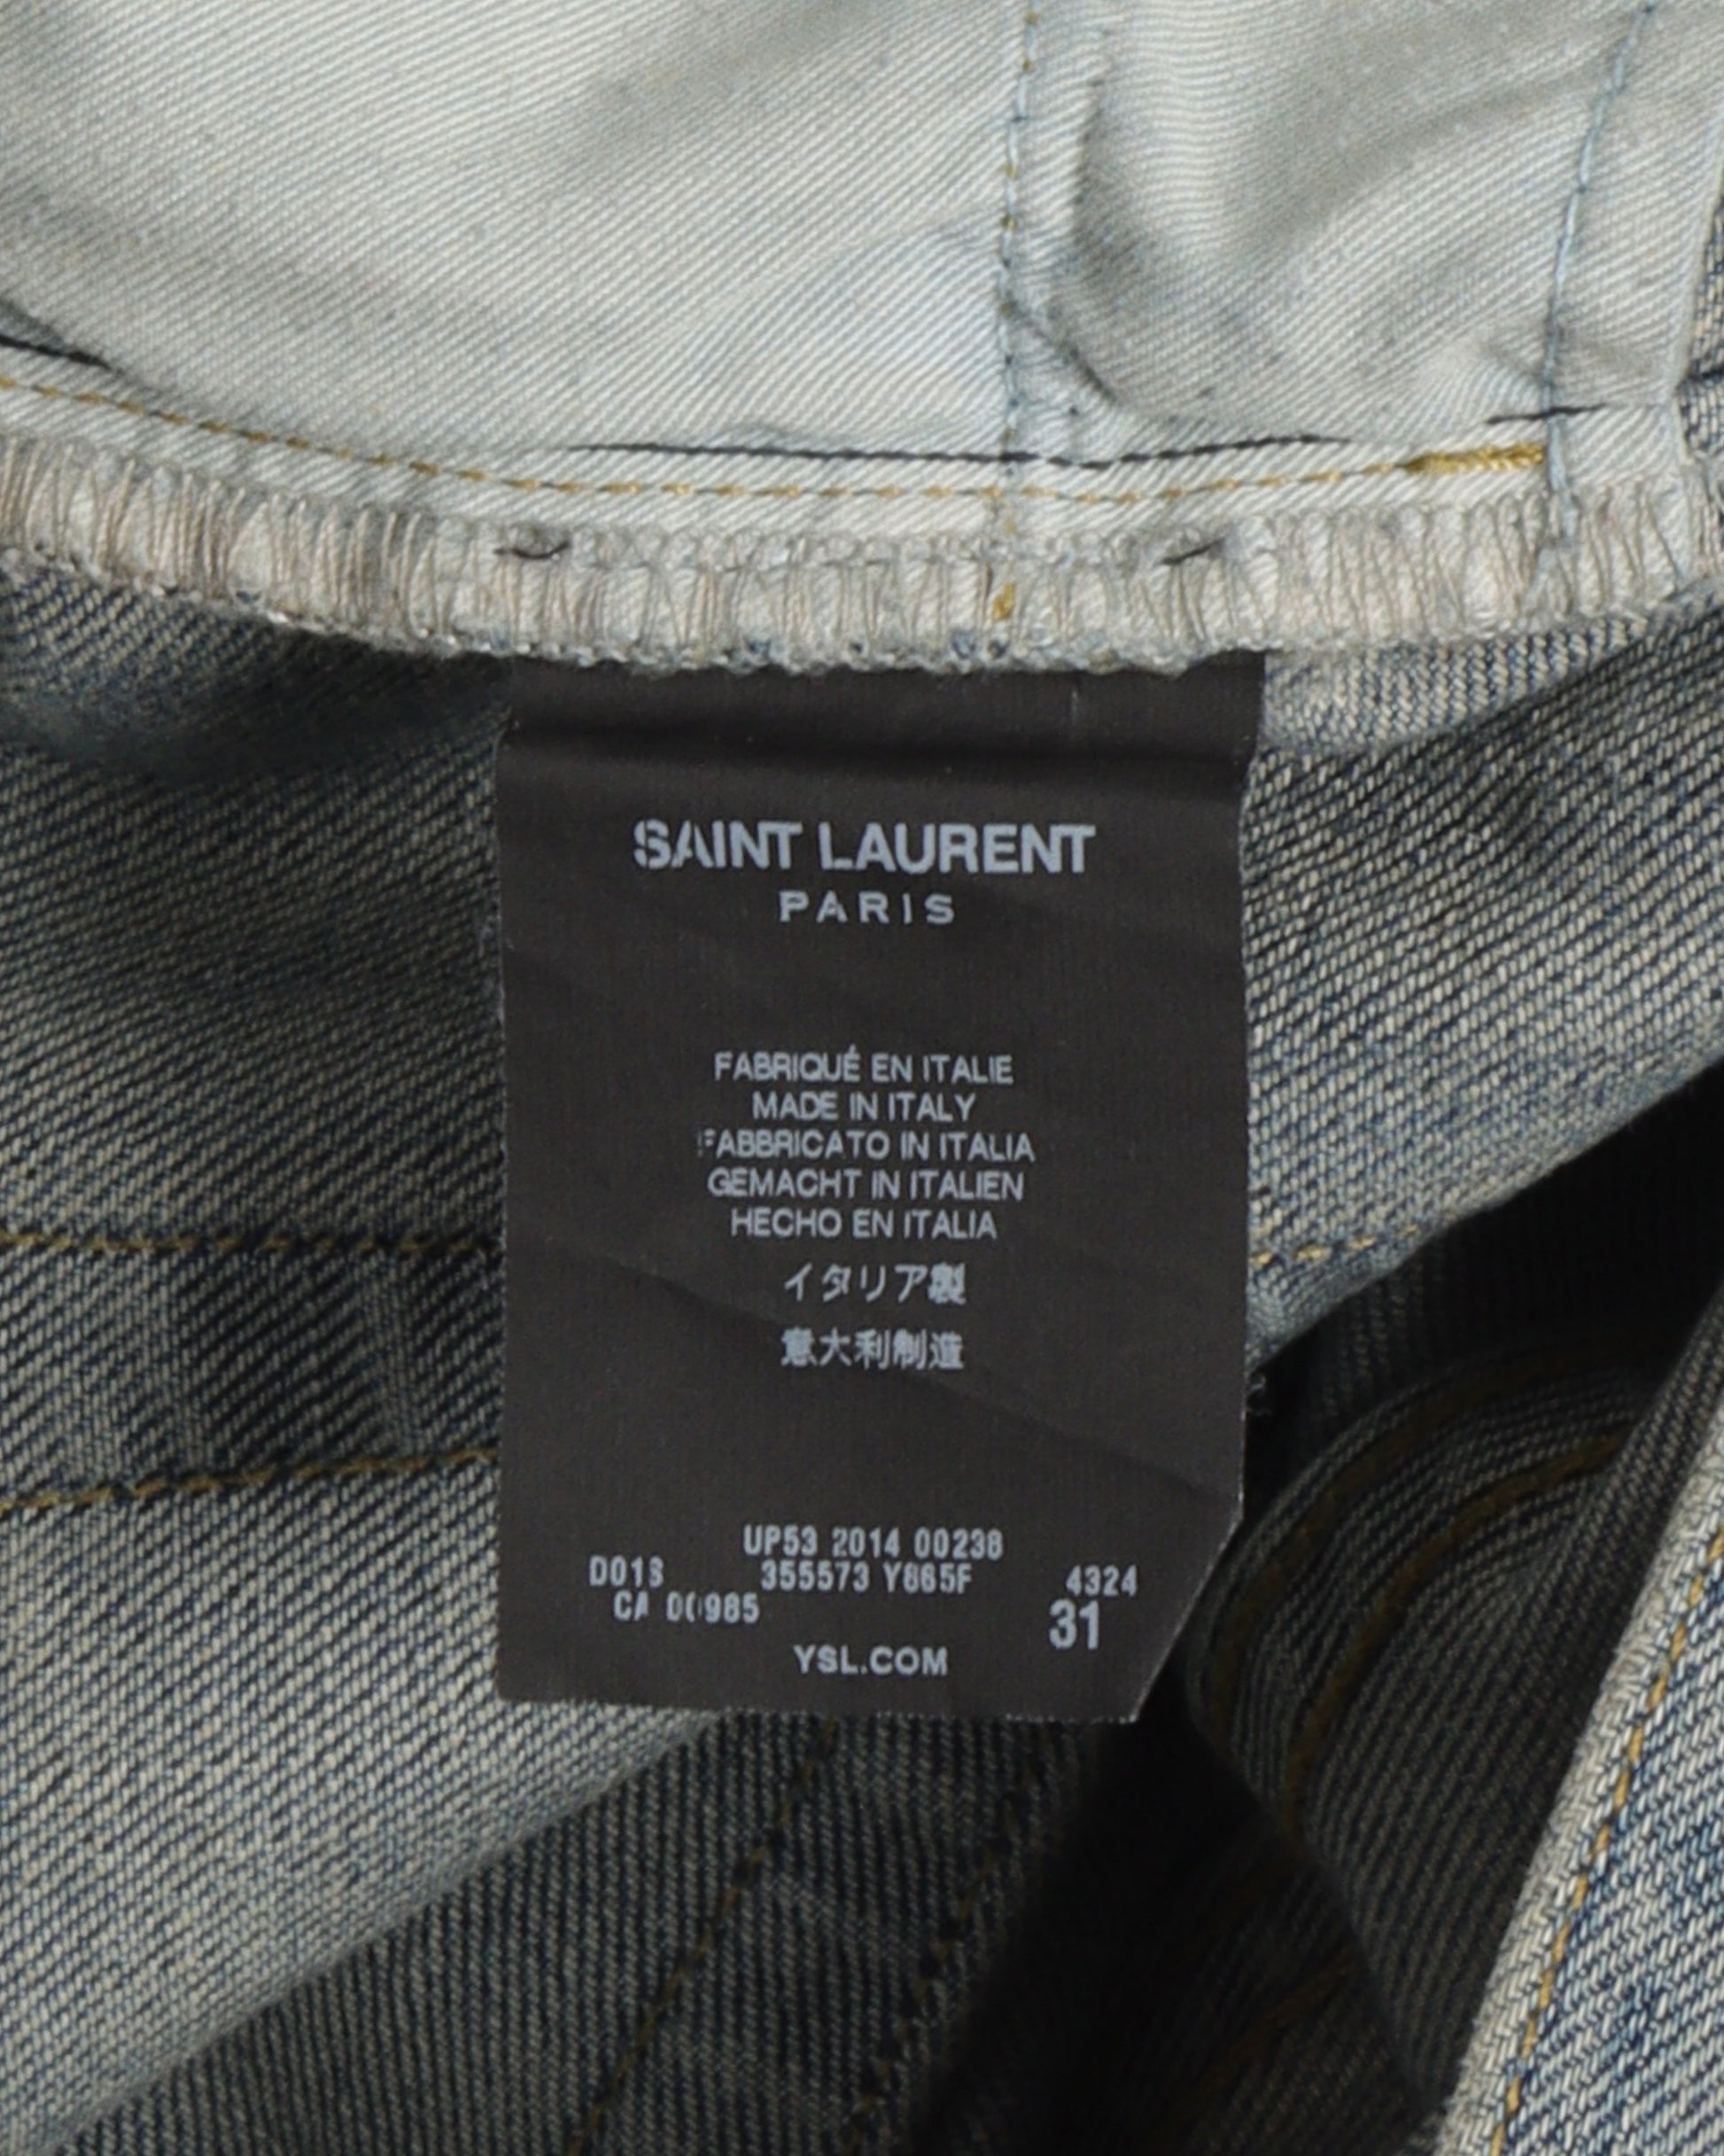 SAINT LAURENT
PARIS
FABRIQUÉ EN ITALIE
MADE IN ITALY
FABBRICATO IN ITALIA
GEMACHT IN ITALIEN
HECHO EN ITALIA
イタリア製
意大利制造
UP53 2014 00238
D018 355573 Y865F 4324
CA 00985 31
YSL.COM